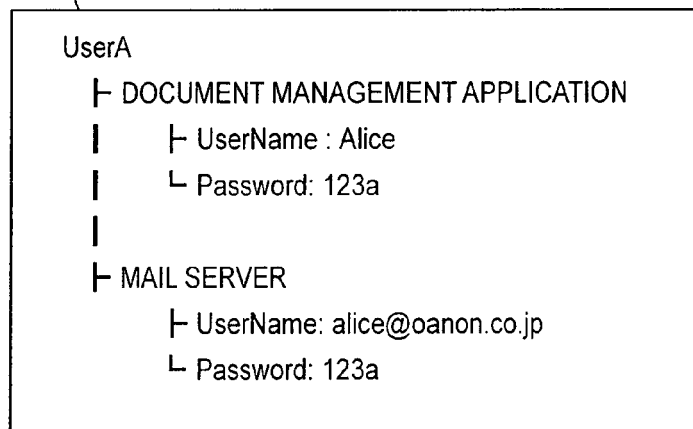 UserA
DOCUMENT MANAGEMENT APPLICATION
UserName : Alice
Password: 123a
MAIL SERVER
UserName: alice@oanon.co.jp
Password: 123a